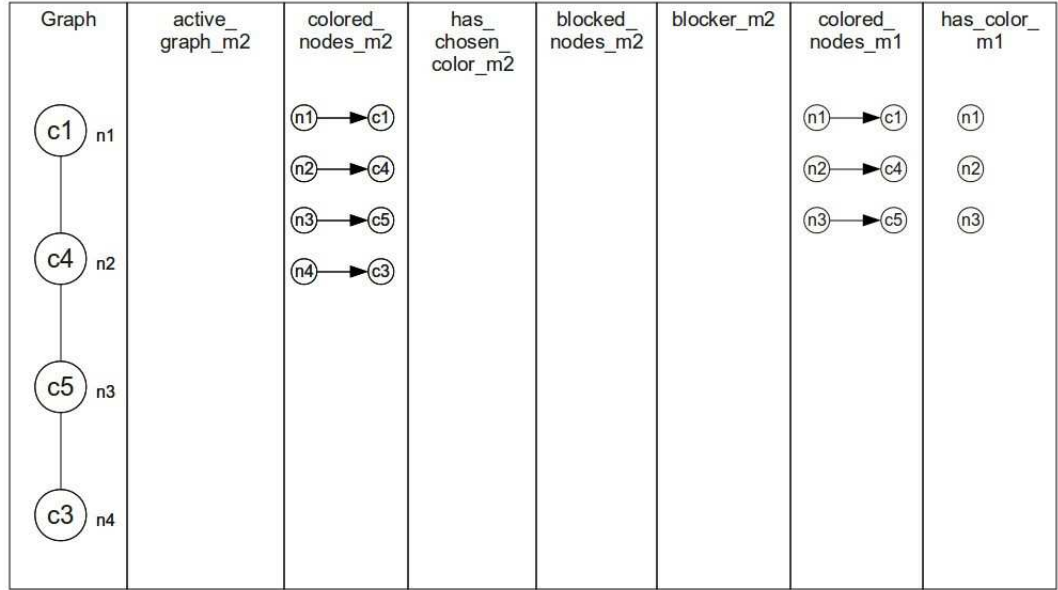 Graph
active_
graph_m2
colored_
nodes_m2
has_
chosen_
color_m2
blocked_
nodes_m2
blocker_m2
colored_
nodes_m1
has_color_
m1
c1 n1
n1 c1
n1 c1
n1
n2 c4
n2 c4
n2
n3 c5
n3 c5
n3
c4 n2
n4 c3
c5 n3
c3 n4